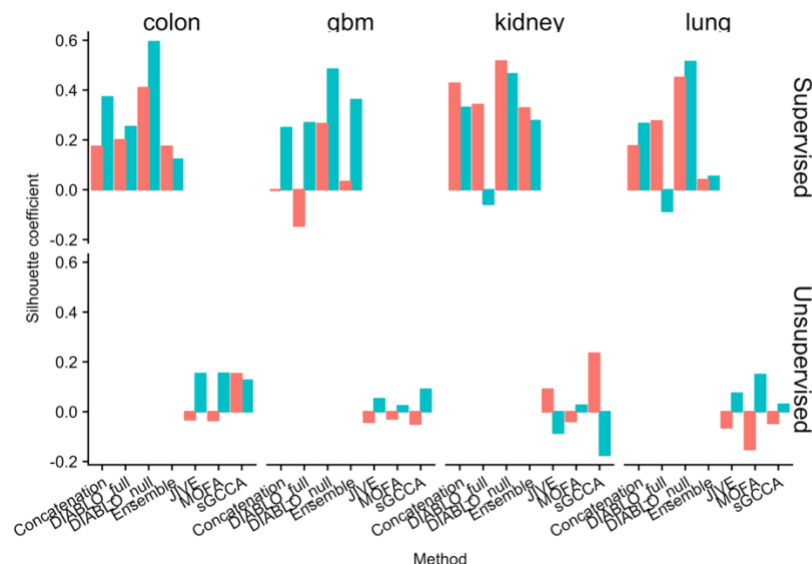 colon gbm kidney lung
0.6
0.4
0.2
0.0
-0.2
Supervised
Silhouette coefficient
0.6
0.4
0.2
0.0
-0.2
Unsupervised
Concatenation DIABLO_full DIABLO_null Ensemble JIVE MOFA sGCCA
Concatenation DIABLO_full DIABLO_null Ensemble JIVE MOFA sGCCA
Concatenation DIABLO_full DIABLO_null Ensemble JIVE MOFA sGCCA
Concatenation DIABLO_full DIABLO_null Ensemble JIVE MOFA sGCCA
Method